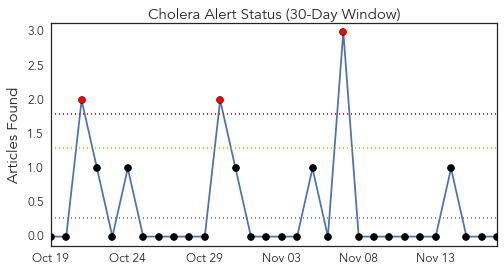 Cholera Alert Status (30-Day Window)
Articles Found
3.0
2.5
2.0
1.5
1.0
0.5
0.0
Oct 19 Oct 24 Oct 29 Nov 03 Nov 08 Nov 13